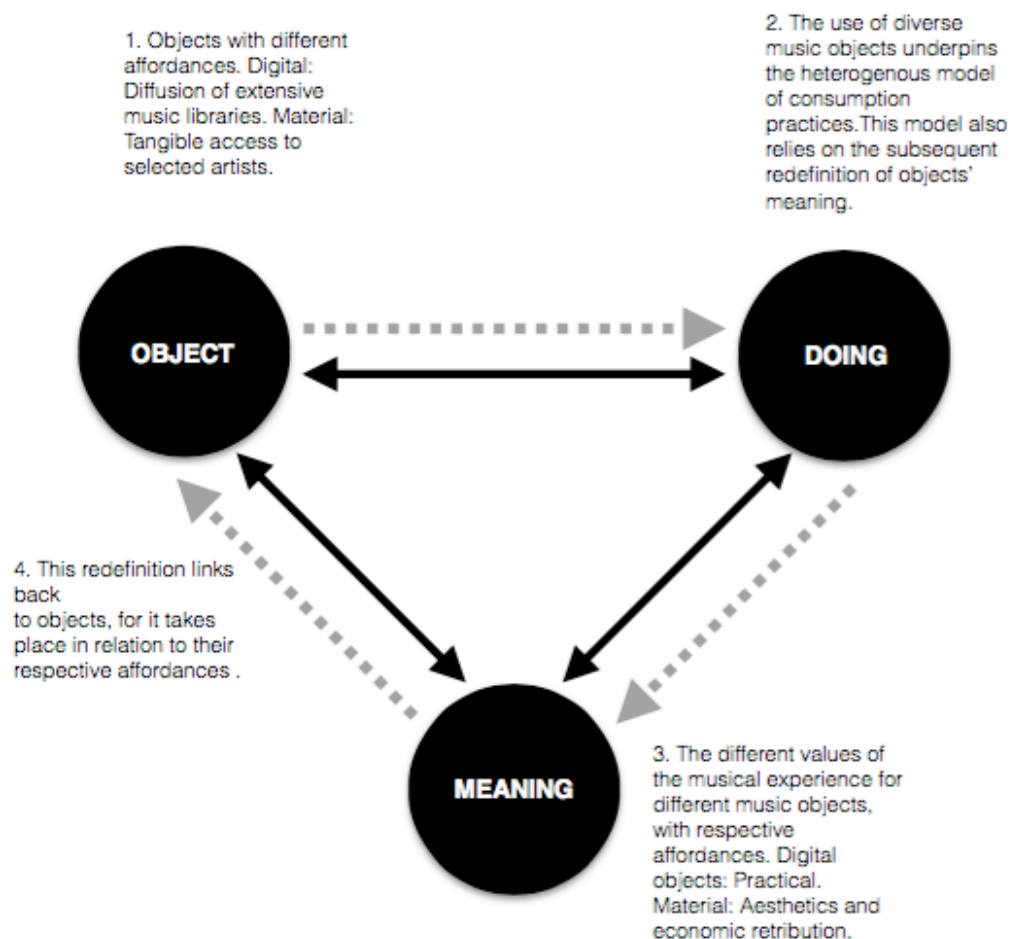 1. Objects with different
affordances. Digital:
Diffusion of extensive
music libraries. Material:
Tangible access to
selected artists.
2. The use of diverse
music objects underpins
the heterogenous model
of consumption
practices.This model also
relies on the subsequent
redefinition of objects'
meaning.
OBJECT
DOING
4. This redefinition links
back
to objects, for it takes
place in relation to their
respective affordances .
MEANING
3. The different values of
the musical experience for
different music objects,
with respective
affordances. Digital
objects: Practical.
Material: Aesthetics and
economic retribution.